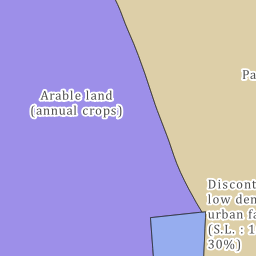 Pa
Arable land
(annual crops)
Discont
low den
urban fa
(S.L. : 1
30%)